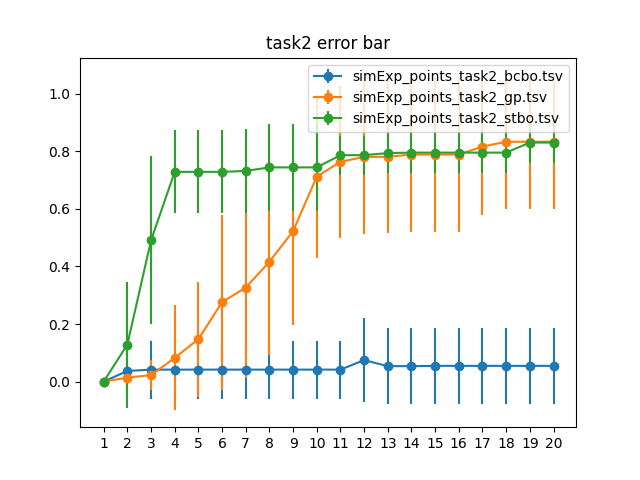 task2 error bar
simExp_points_task2_bcbo.tsv
simExp_points_task2_gp.tsv
simExp_points_task2_stbo.tsv
1.0
0.8
0.6
0.4
0.2
0.0
1 2 3 4 5 6 7 8 9 10 11 12 13 14 15 16 17 18 19 20